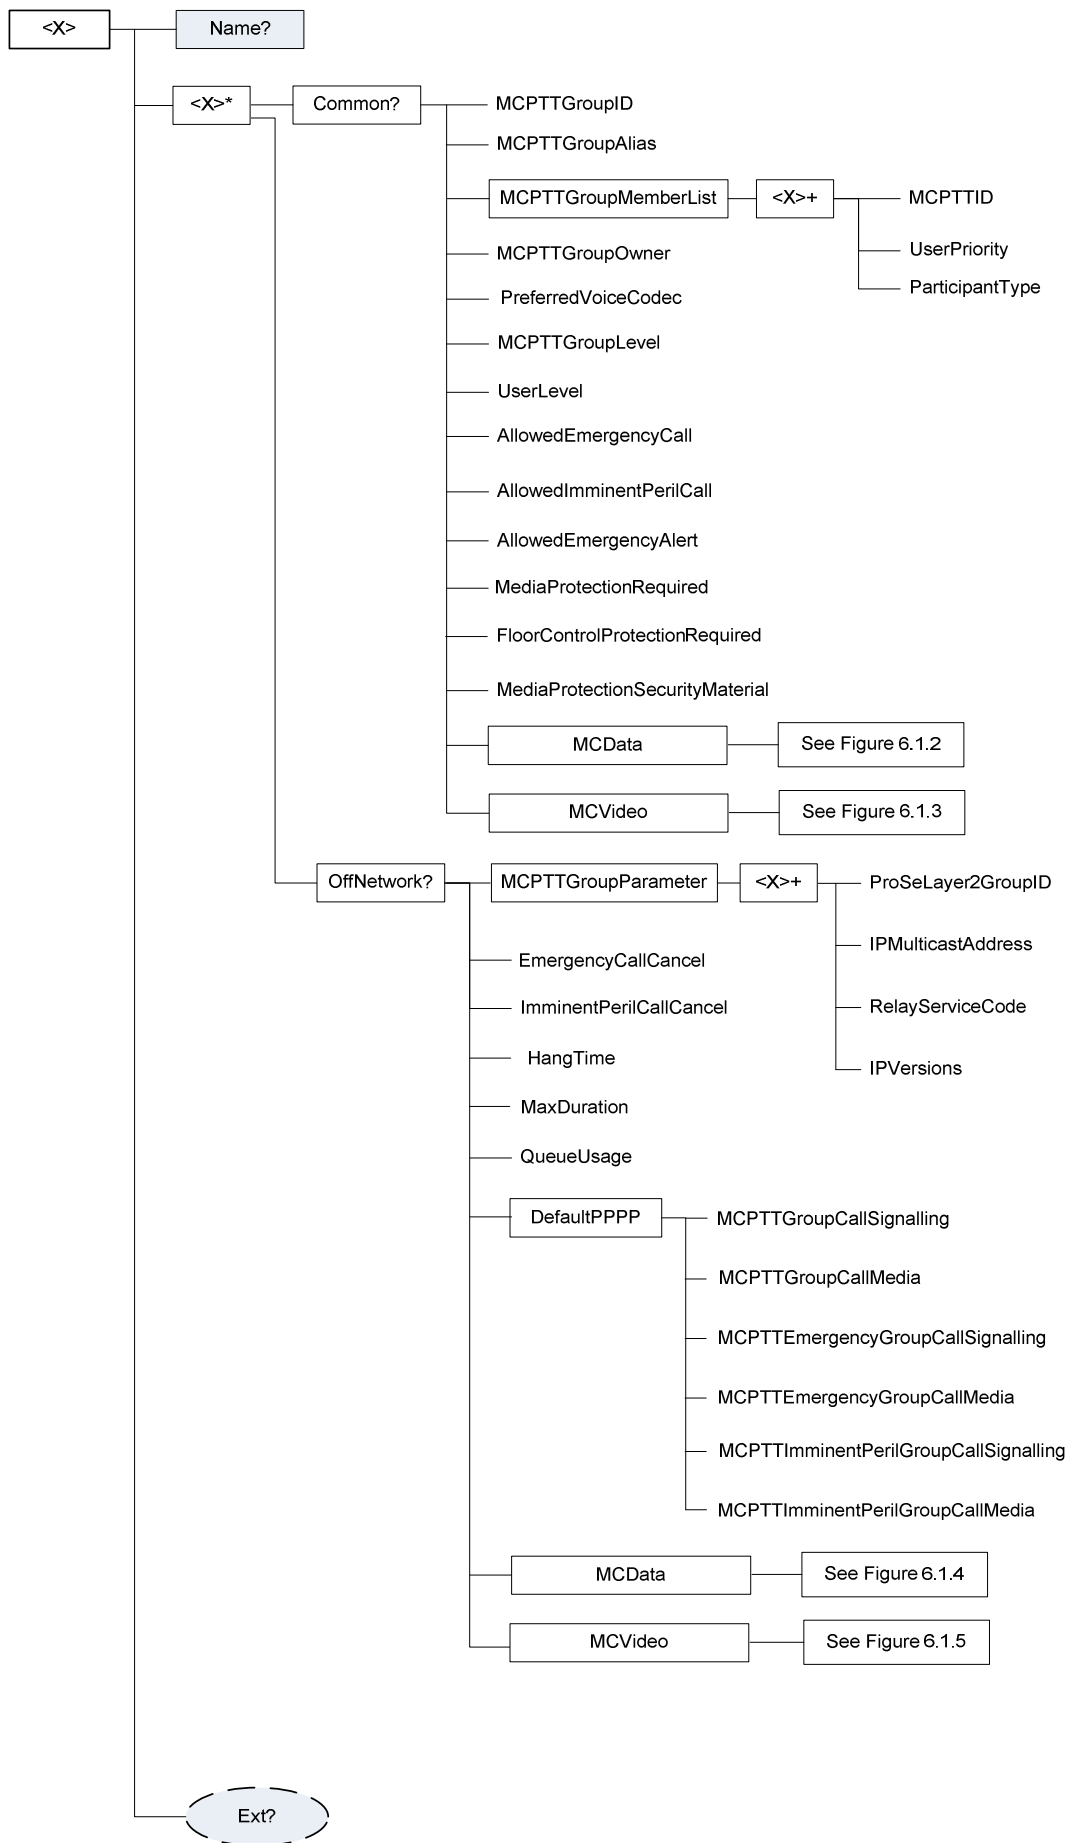 <X>
Name?
<X>*
Common?
MCPTTGroupID
MCPTTGroupAlias
MCPTTGroupMemberList
<X>+
MCPTTID
UserPriority
ParticipantType
MCPTTGroupOwner
PreferredVoiceCodec
MCPTTGroupLevel
UserLevel
AllowedEmergencyCall
AllowedImminentPerilCall
AllowedEmergencyAlert
MediaProtectionRequired
FloorControlProtectionRequired
MediaProtectionSecurityMaterial
MCData
See Figure 6.1.2
MCVideo
See Figure 6.1.3
OffNetwork?
MCPTTGroupParameter
<X>+
ProSeLayer2GroupID
IPMulticastAddress
RelayServiceCode
IPVersions
EmergencyCallCancel
ImminentPerilCallCancel
HangTime
MaxDuration
QueueUsage
DefaultPPPP
MCPTTGroupCallSignalling
MCPTTGroupCallMedia
MCPTTEmergencyGroupCallSignalling
MCPTTEmergencyGroupCallMedia
MCPTTImminentPerilGroupCallSignalling
MCPTTImminentPerilGroupCallMedia
MCData
See Figure 6.1.4
MCVideo
See Figure 6.1.5
Ext?